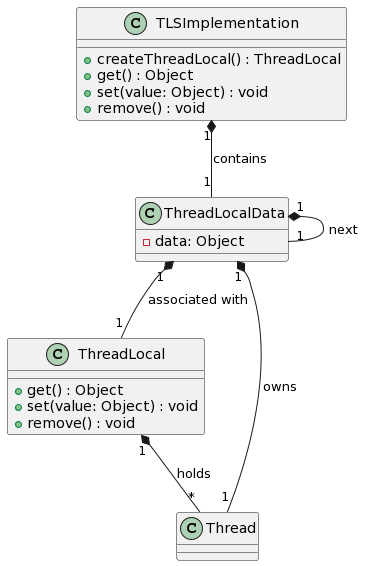 C TLSImplementation
createThreadLocal() : ThreadLocal
get() : Object
set(value: Object) : void
remove() : void
1
contains
1
C ThreadLocalData
data: Object
1
next
1
1
1
associated with
1
C ThreadLocal
get() : Object
set(value: Object) : void
remove() : void
owns
1
holds
*
1
C Thread